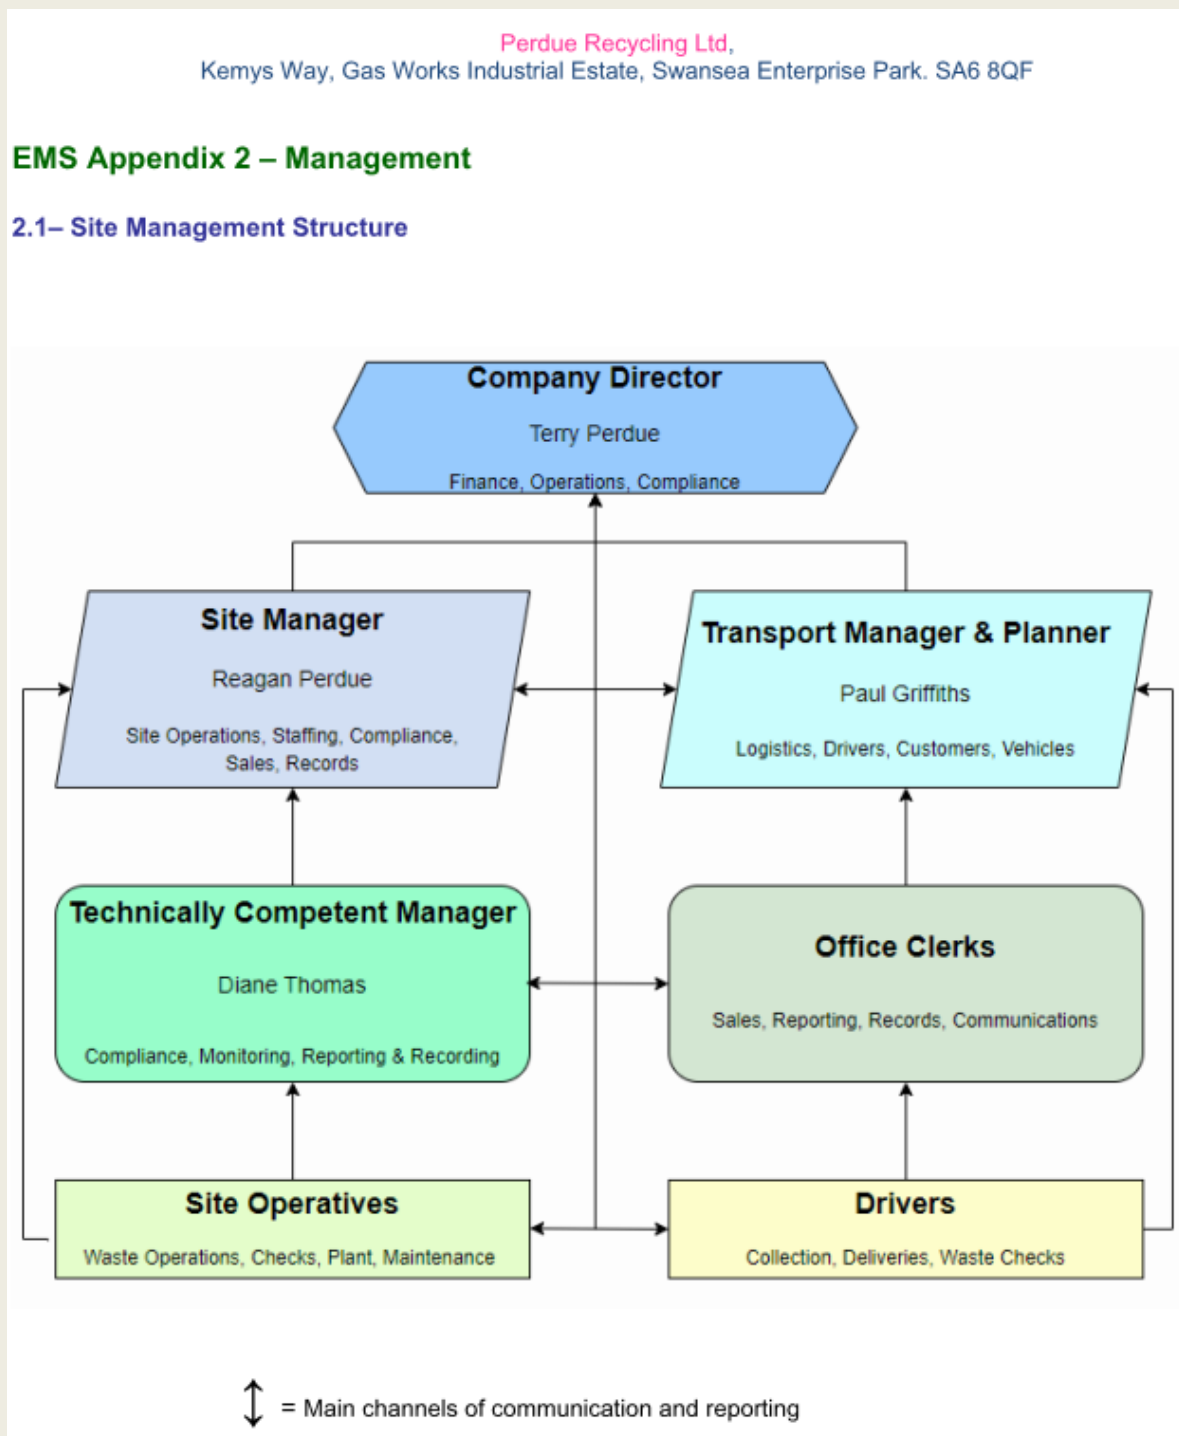 Perdue Recycling Ltd,
Kemys Way, Gas Works Industrial Estate, Swansea Enterprise Park. SA6 8QF
EMS Appendix 2 – Management
2.1– Site Management Structure
Company Director
Terry Perdue
Finance, Operations, Compliance
Site Manager
Reagan Perdue
Site Operations, Staffing, Compliance,
Sales, Records
Transport Manager & Planner
Paul Griffiths
Logistics, Drivers, Customers, Vehicles
Technically Competent Manager
Diane Thomas
Compliance, Monitoring, Reporting & Recording
Office Clerks
Sales, Reporting, Records, Communications
Site Operatives
Waste Operations, Checks, Plant, Maintenance
Drivers
Collection, Deliveries, Waste Checks
= Main channels of communication and reporting